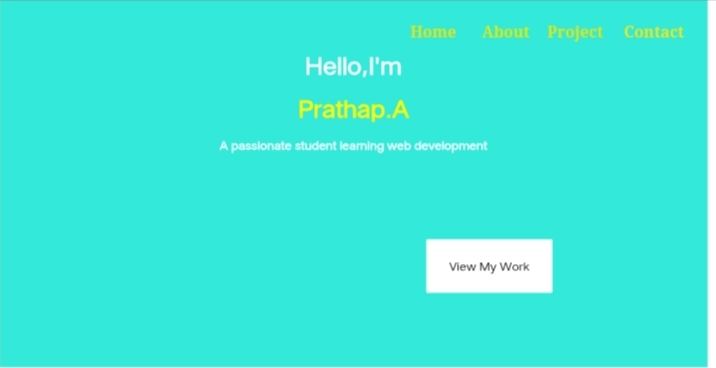 Home About Project Contact
Hello,I'm
Prathap.A
A passionate student learning web development
View My Work